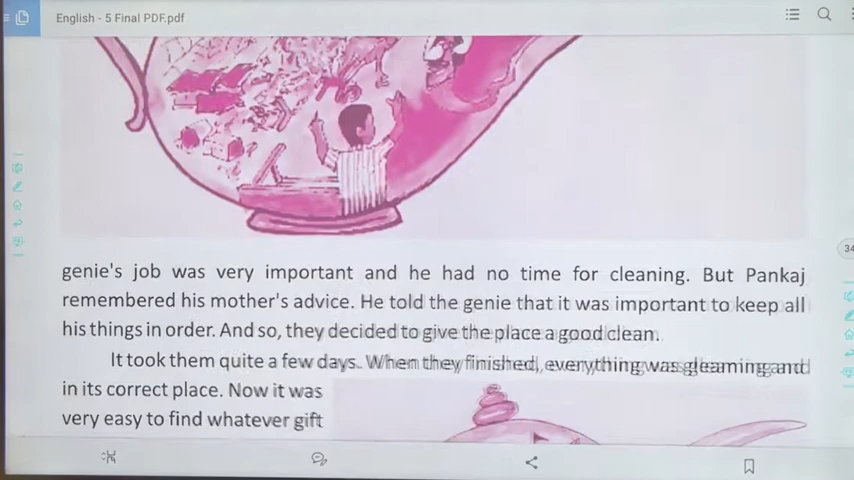 English - 5 Final PDF.pdf
34
genie's job was very important and he had no time for cleaning. But Pankaj
remembered his mother's advice. He told the genie that it was important to keep all
his things in order. And so, they decided to give the place a good clean.
It took them quite a few days. When they finished, everything was gleaming and
in its correct place. Now it was
very easy to find whatever gift